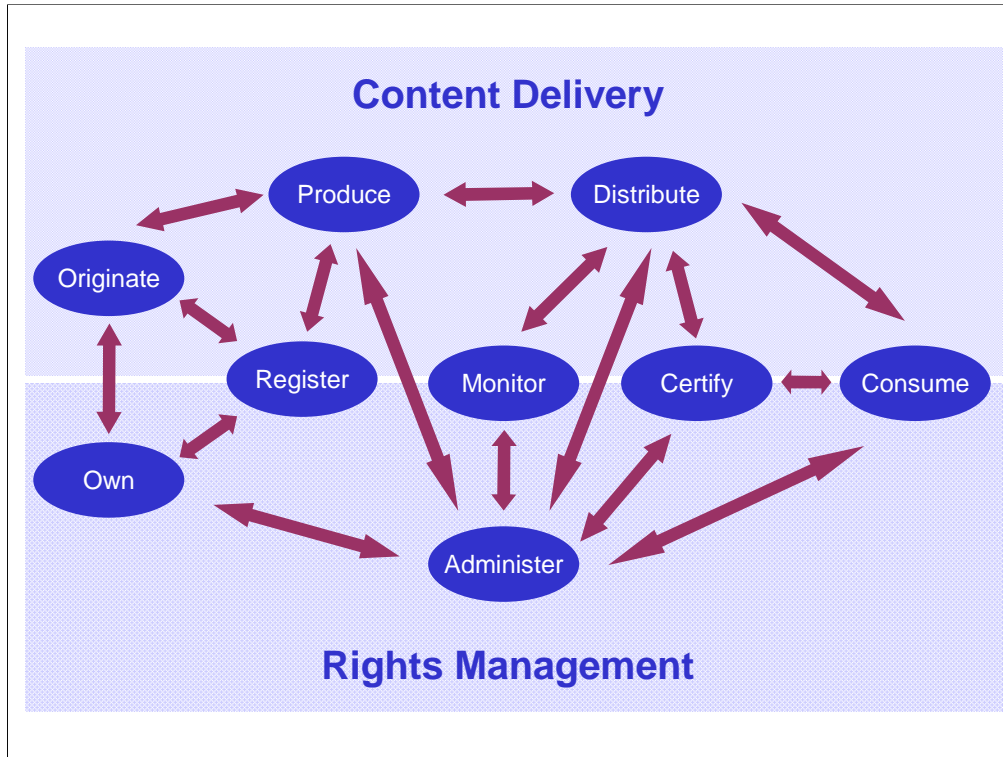 Content Delivery
Produce
Distribute
Originate
Register
Monitor
Certify
Consume
Own
Administer
Rights Management